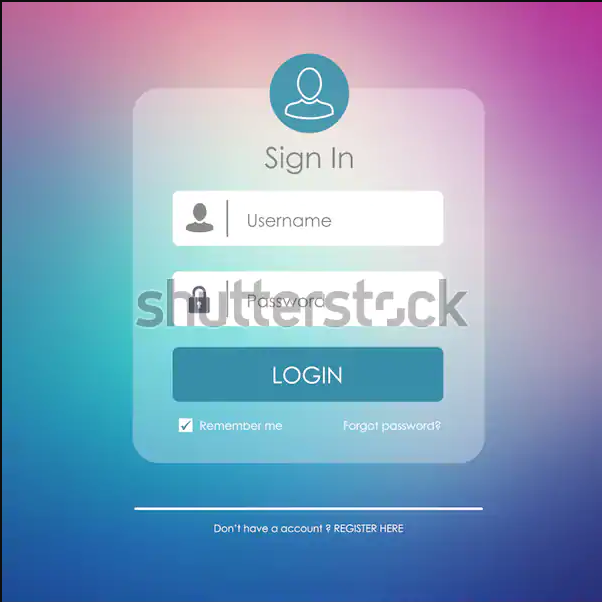 Sign In
Username
Password
shutterstock
LOGIN
Remember me
Forgot password?
Don't have a account ? REGISTER HERE